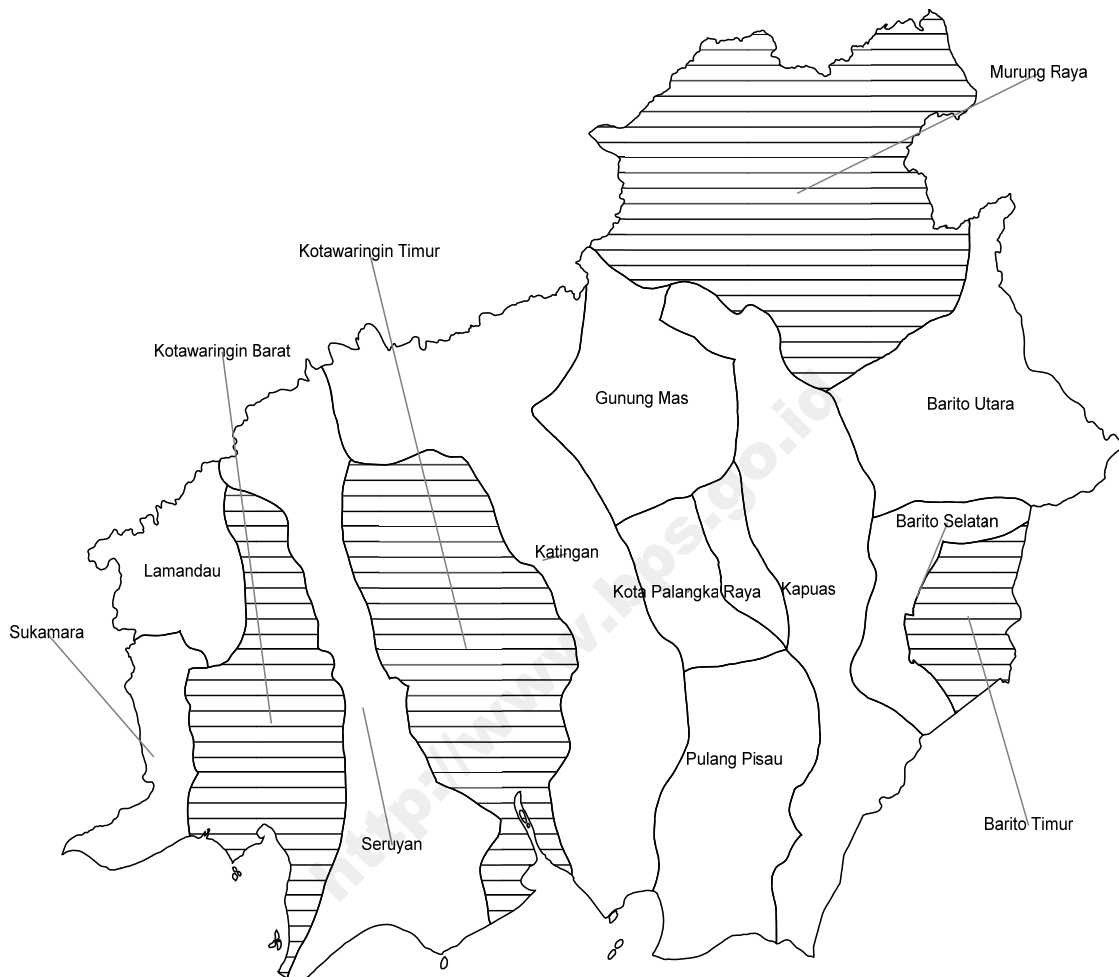 Murung Raya
Kotawaringin Timur
Kotawaringin Barat
Gunung Mas
Barito Utara
Barito Selatan
Katingan
Lamandau
Kota Palangka Raya
Kapuas
Sukamara
Pulang Pisau
Barito Timur
Seruyan
http://www.bps.go.id